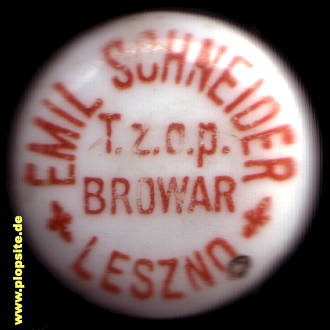 EMIL SCHNEIDER
T.z.o.p.
BROWAR
LESZNO
www.plopsite.de